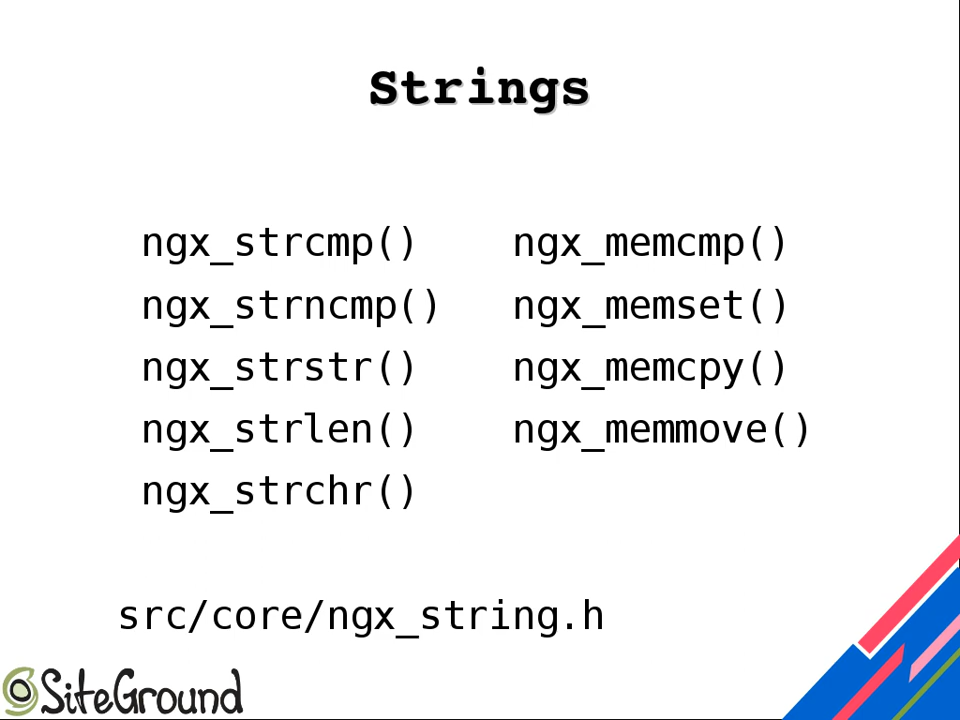 Strings
ngx_strcmp() ngx_memcmp()
ngx_strncmp() ngx_memset()
ngx_strstr() ngx_memcpy()
ngx_strlen() ngx_memmove()
ngx_strchr()
src/core/ngx_string.h
SiteGround